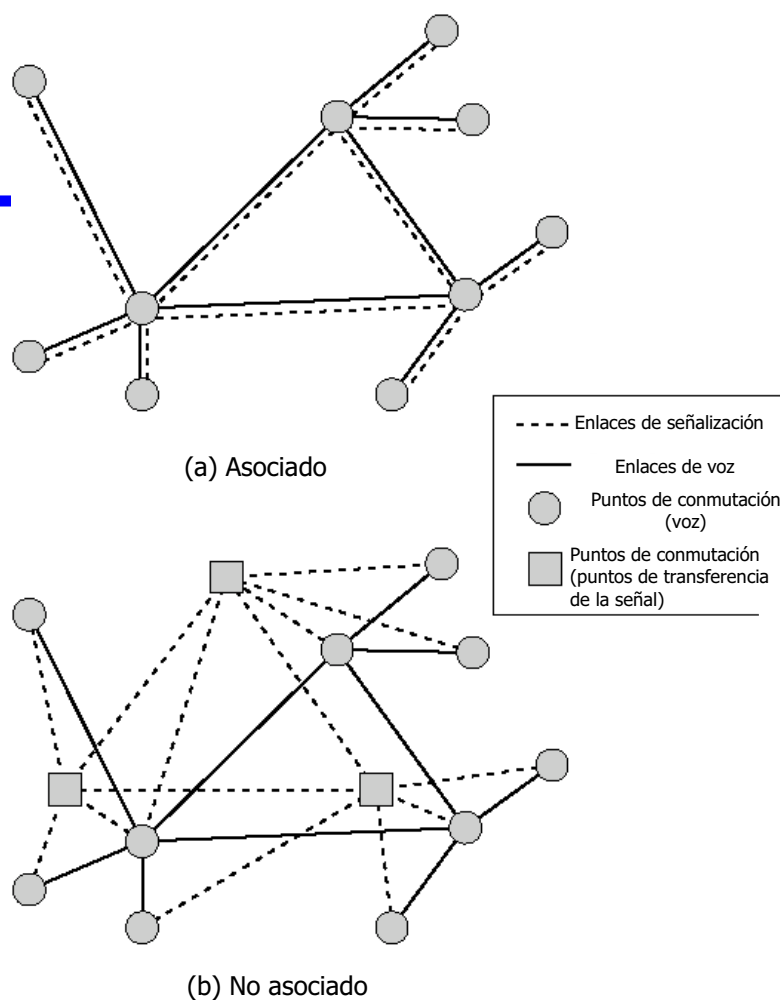 (a) Asociado
Enlaces de señalización
Enlaces de voz
Puntos de conmutación
(voz)
Puntos de conmutación
(puntos de transferencia
de la señal)
(b) No asociado